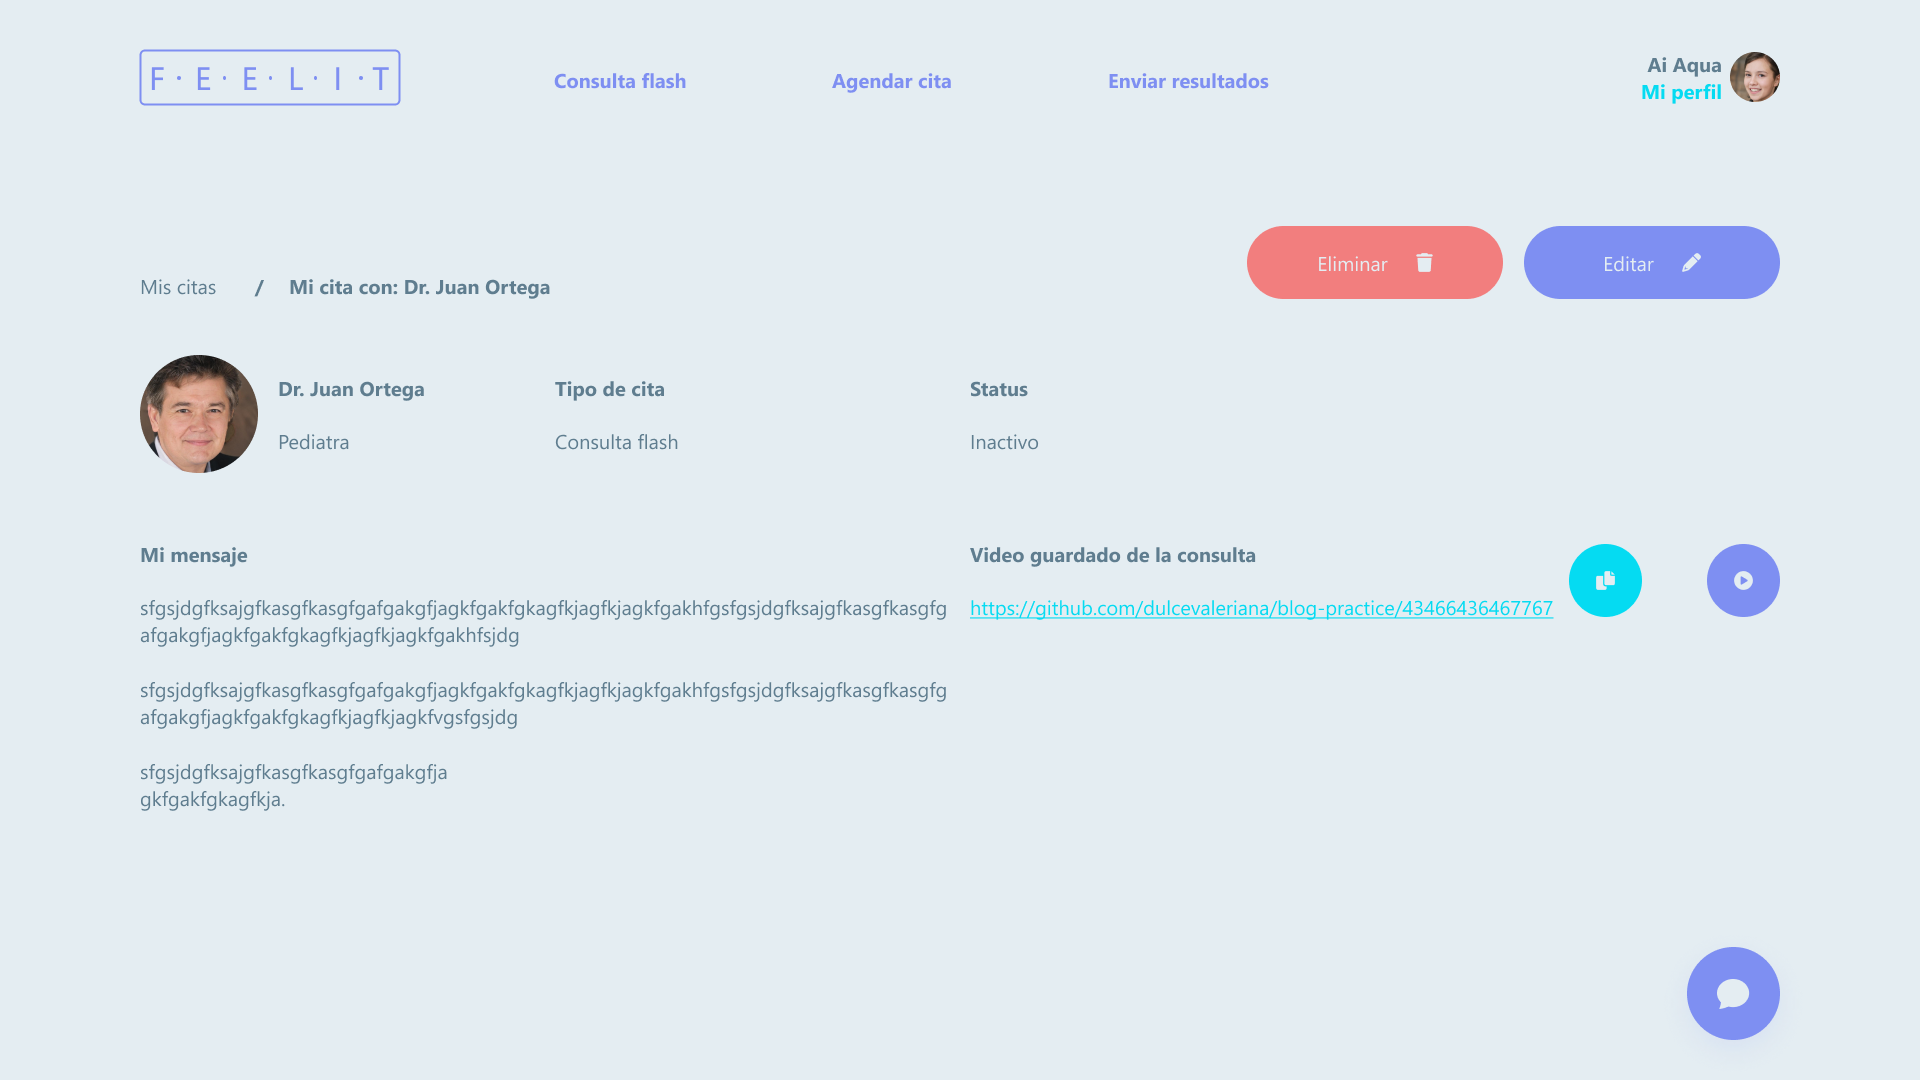 F·E·E·L·I·T
Consulta flash
Agendar cita
Enviar resultados
Ai Aqua
Mi perfil
Eliminar
Editar
Mis citas / Mi cita con: Dr. Juan Ortega
Dr. Juan Ortega
Pediatra
Tipo de cita
Consulta flash
Status
Inactivo
Mi mensaje
sfgsjdgfksajgfkasgfkasgfgafgakgfjagkfgakfgkagfkjagfkjagkfgakhfgsfgsjdgfksajgfkasgfkasgfg
afgakgfjagkfgakfgkagfkjagfkjagkfgakhfsjdg
sfgsjdgfksajgfkasgfkasgfgafgakgfjagkfgakfgkagfkjagfkjagkfgakhfgsfgsjdgfksajgfkasgfkasgfg
afgakgfjagkfgakfgkagfkjagfkjagkfvgsfgsjdg
sfgsjdgfksajgfkasgfkasgfgafgakgfja
gkfgakfgkagfkja.
Video guardado de la consulta
https://github.com/dulcevaleriana/blog-practice/43466436467767